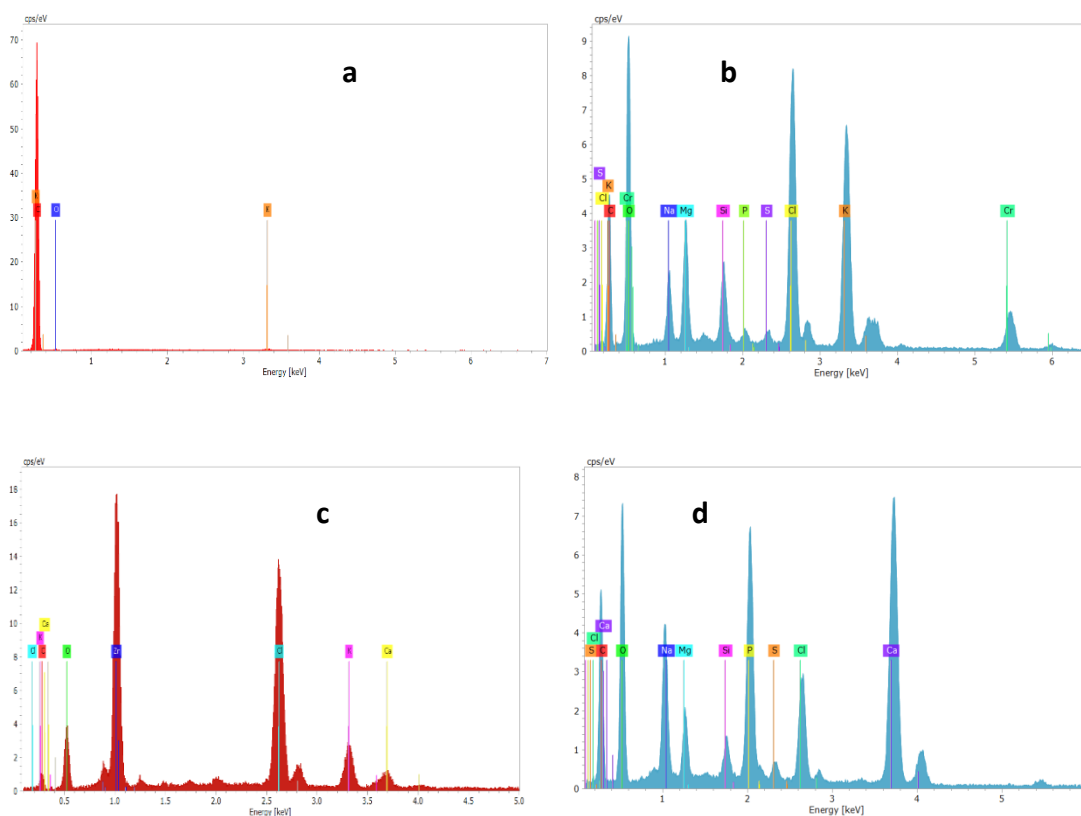 cps/eV
70
60
50
40
30
20
10
0
a
K
C
O
K
1 2 3 4 5 6 7
Energy [keV]
cps/eV
9
8
7
6
5
4
3
2
1
0
b
S
K
Cl Cr
C O Na Mg Si P S Cl K Cr
1 2 3 4 5 6
Energy [keV]
cps/eV
18
16
14
12
10
8
6
4
2
0
c
Ca
K
Cl C O Zn Cl K Ca
0.5 1.0 1.5 2.0 2.5 3.0 3.5 4.0 4.5 5.0
Energy [keV]
cps/eV
8
7
6
5
4
3
2
1
0
d
Ca
Cl
S C O Na Mg Si P S Cl Ca
1 2 3 4 5
Energy [keV]